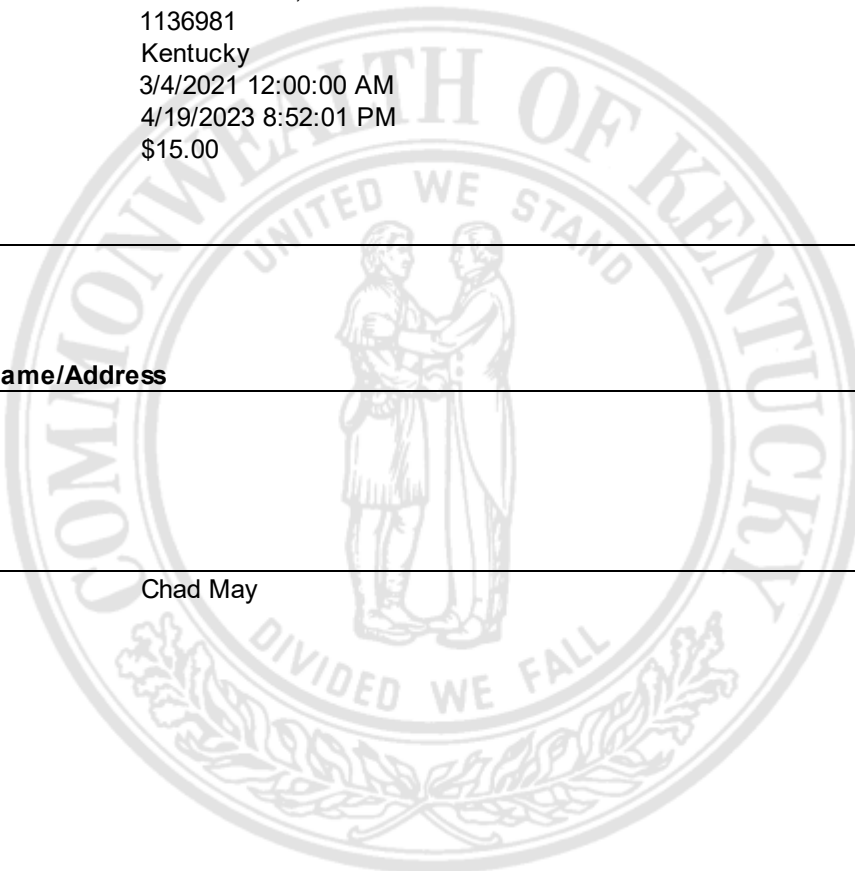 1136981
Kentucky
3/4/2021 12:00:00 AM
4/19/2023 8:52:01 PM
$15.00
COMMONWEALTH OF KENTUCKY
UNITED WE STAND
ame/Address
Chad May
DIVIDED WE FALL